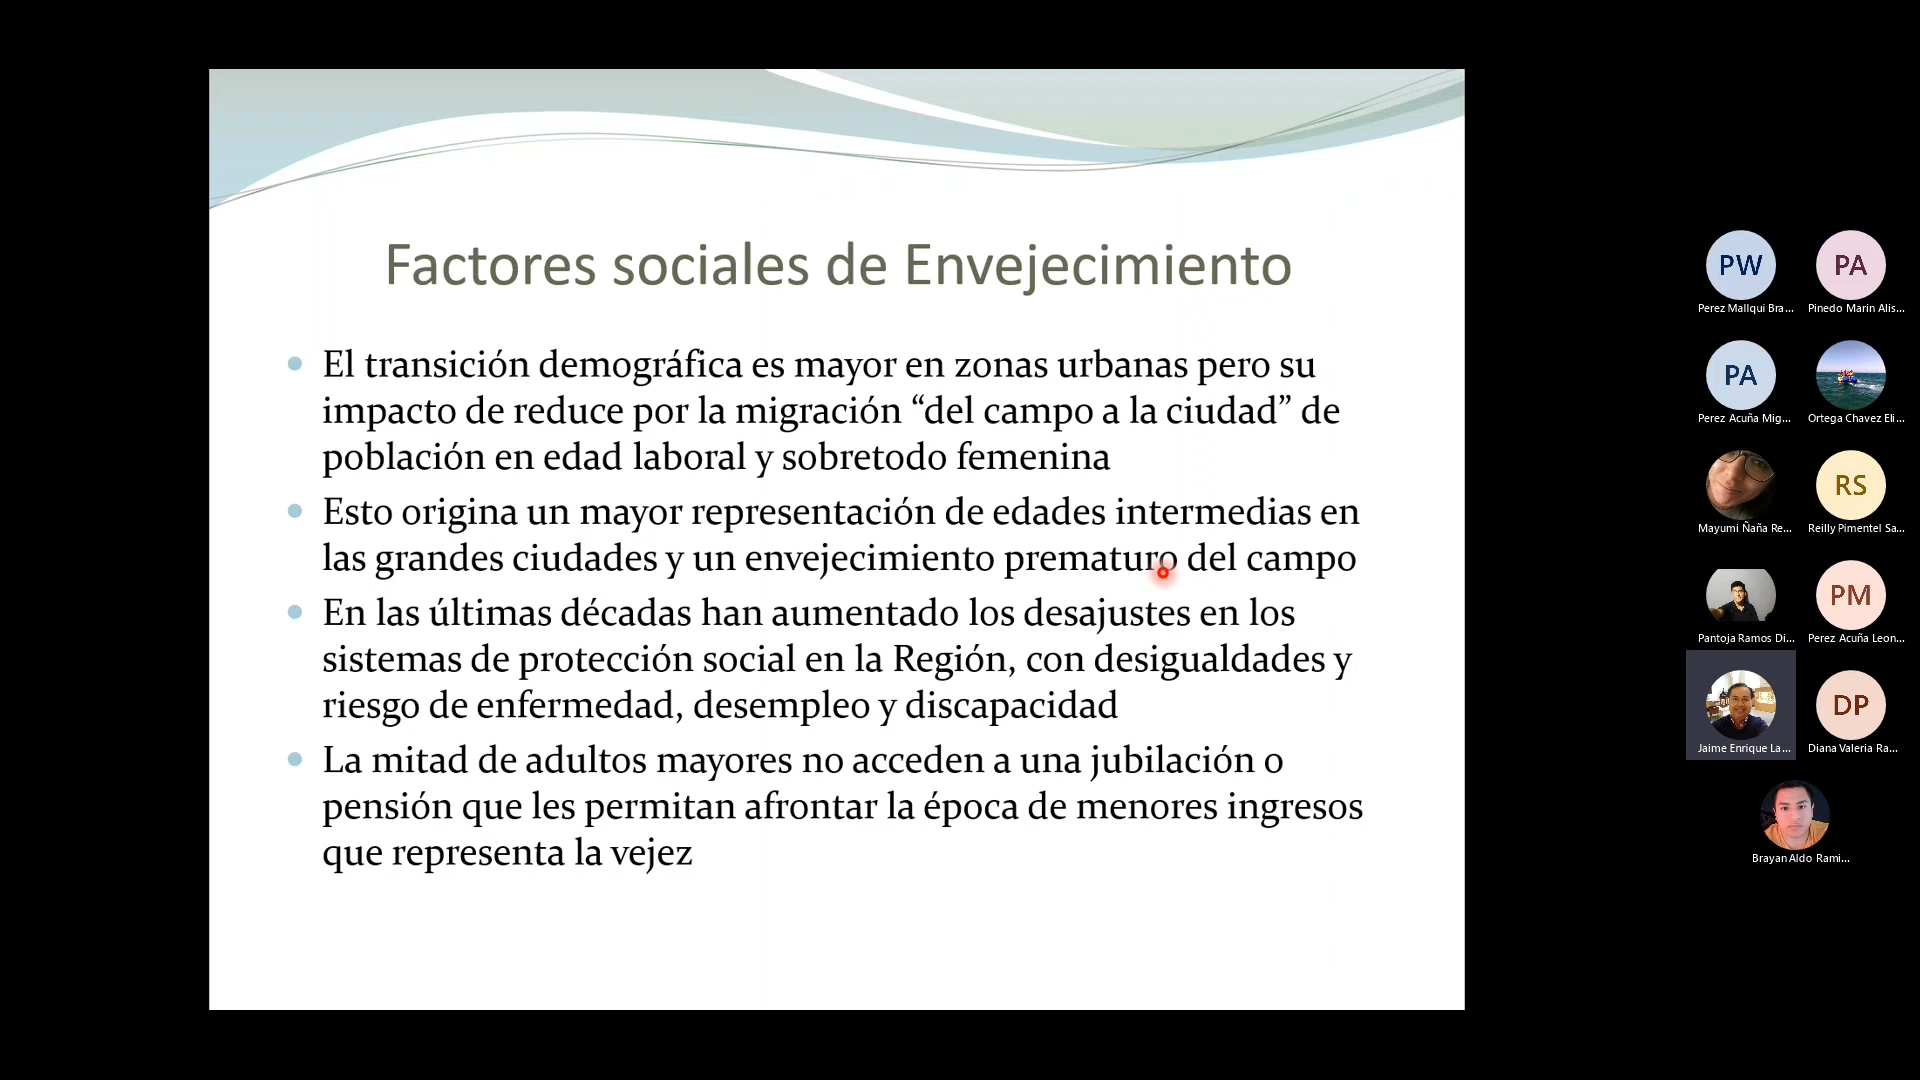 Factores sociales de Envejecimiento
El transición demográfica es mayor en zonas urbanas pero su
impacto de reduce por la migración “del campo a la ciudad” de
población en edad laboral y sobretodo femenina
Esto origina un mayor representación de edades intermedias en
las grandes ciudades y un envejecimiento prematuro del campo
En las últimas décadas han aumentado los desajustes en los
sistemas de protección social en la Región, con desigualdades y
riesgo de enfermedad, desempleo y discapacidad
La mitad de adultos mayores no acceden a una jubilación o
pensión que les permitan afrontar la época de menores ingresos
que representa la vejez
PW
Perez Mallqui Bra...
PA
Pinedo Marin Alis...
PA
Perez Acuña Mig...
Ortega Chavez Eli...
Mayumi Ñaña Re...
RS
Reilly Pimentel Sa...
Pantoja Ramos Di...
PM
Perez Acuña Leon...
Jaime Enrique La...
DP
Diana Valeria Ra...
Brayan Aldo Rami...